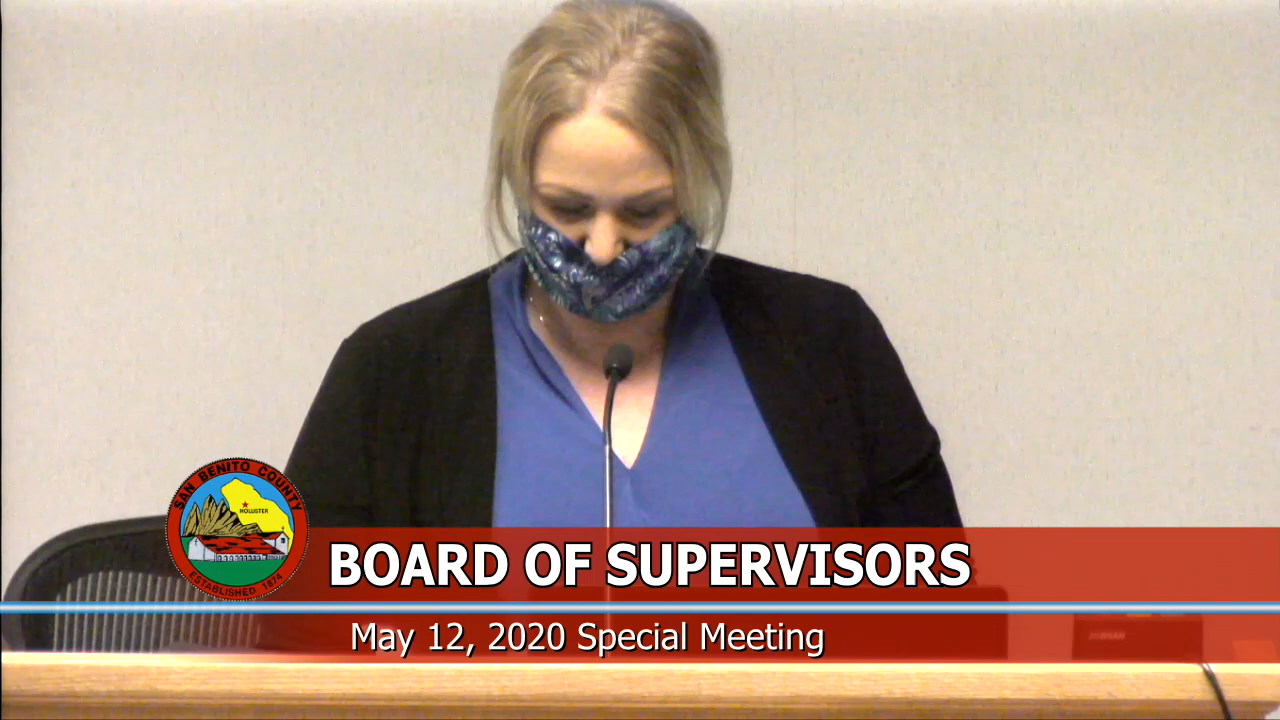 SAN BENITO COUNTY
HOLLISTER
ESTABLISHED 1874
BOARD OF SUPERVISORS
May 12, 2020 Special Meeting